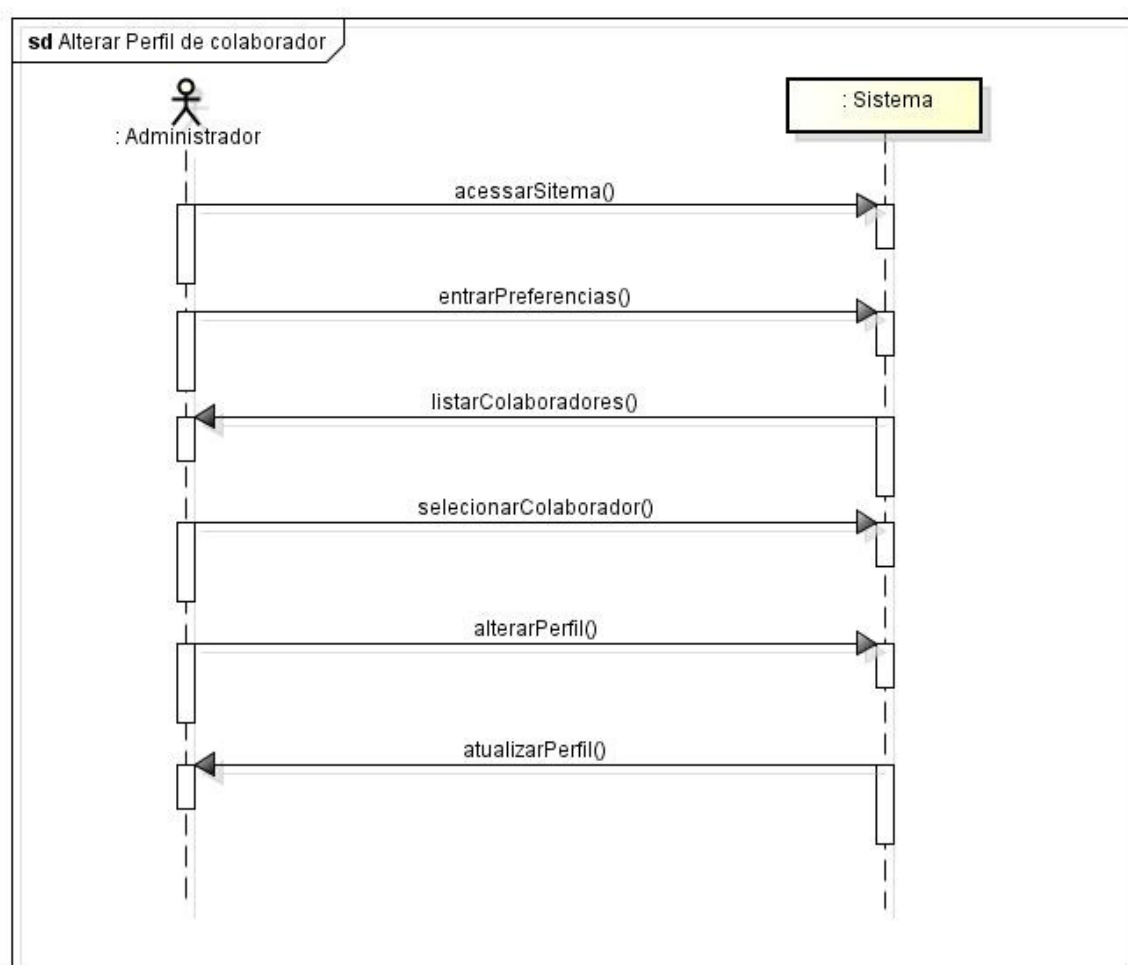 sd Alterar Perfil de colaborador
: Administrador
: Sistema
acessarSitema()
entrarPreferencias()
listarColaboradores()
selecionarColaborador()
alterarPerfil()
atualizarPerfil()